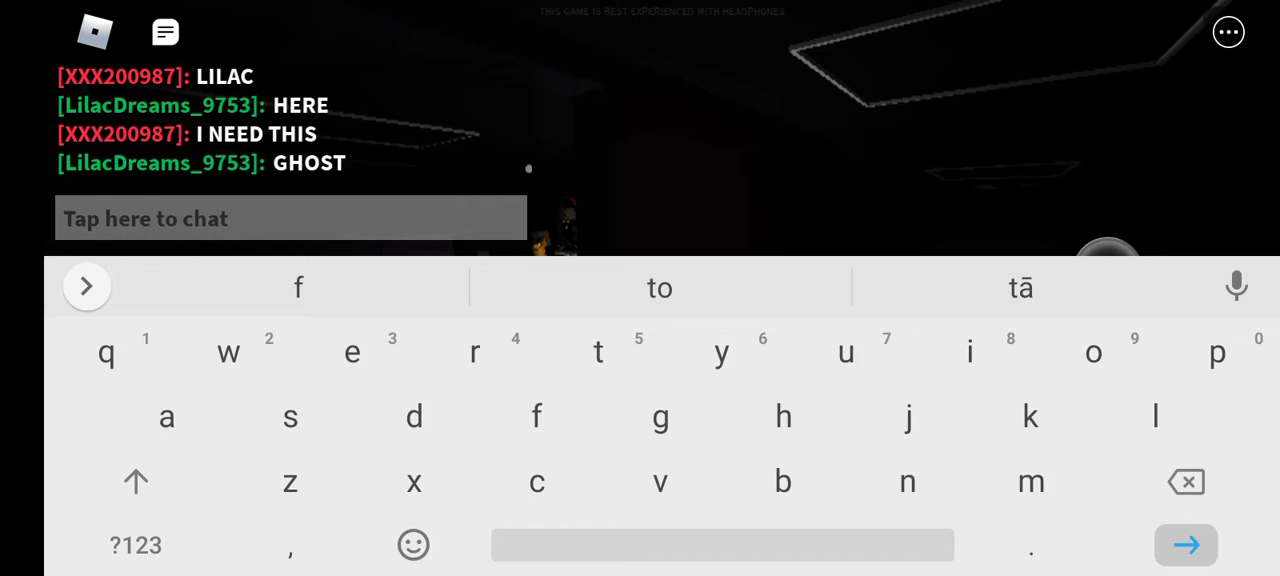 THIS GAME IS BEST EXPERIENCED WITH HEADPHONES
[XXX200987]: LILAC
[LilacDreams_9753]: HERE
[XXX200987]: I NEED THIS
[LilacDreams_9753]: GHOST
Tap here to chat
f to tā
q 1 w 2 e 3 r 4 t 5 y 6 u 7 i 8 o 9 p 0
a s d f g h j k l
z x c v b n m
?123 , .